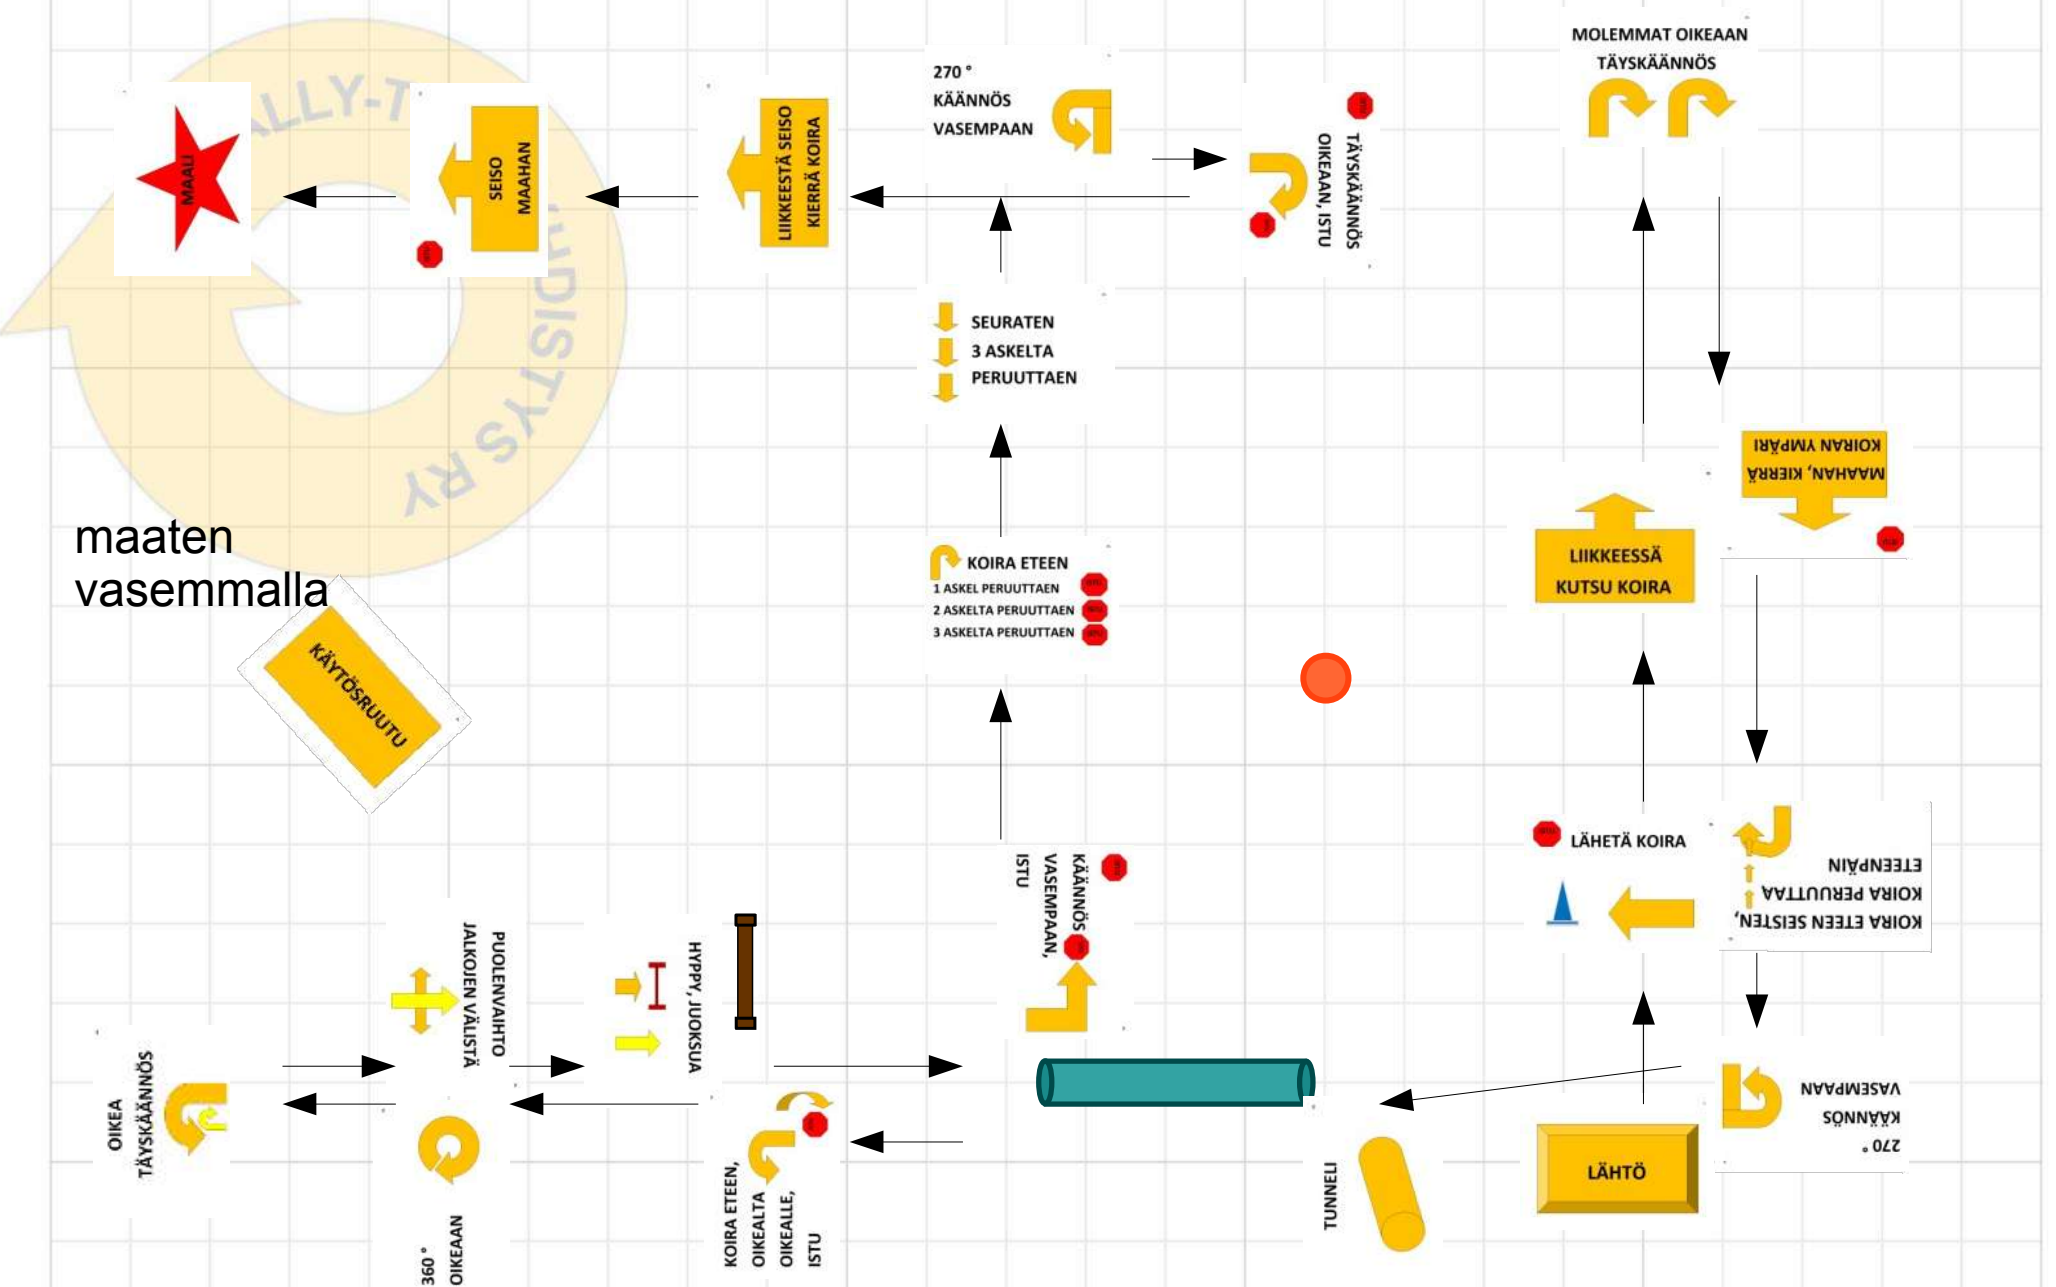 MAALI
SEISO
MAAHAN
LIIKKEESTÄ SEISO
KIERRÄ KOIRA
270 °
KÄÄNNÖS
VASEMPAAN
TÄYSKÄÄNNÖS
OIKEAAN, ISTU
MOLEMMAT OIKEAAN
TÄYSKÄÄNNÖS
SEURATEN
3 ASKELTA
PERUUTTAEN
MAAHAN, KIERRÄ
KOIRAN YMPÄRI
maaten
vasemmalla
KÄYTÖSRUUTU
KOIRA ETEEN
1 ASKEL PERUUTTAEN
2 ASKELTA PERUUTTAEN
3 ASKELTA PERUUTTAEN
LIIKKEESSÄ
KUTSU KOIRA
LÄHETÄ KOIRA
KOIRA ETEEN SEISTEN,
KOIRA PERUUTTAA
ETEENPÄIN
KÄÄNNÖS
VASEMPAAN,
ISTU
PUOLENVAIHTO
JALKOJEN VÄLISTÄ
HYPPY, JUOKSUA
OIKEA
TÄYSKÄÄNNÖS
360 °
OIKEAAN
KOIRA ETEEN,
OIKEALTA
OIKEALLE,
ISTU
TUNNELI
LÄHTÖ
270 °
KÄÄNNÖS
VASEMPAAN
RY